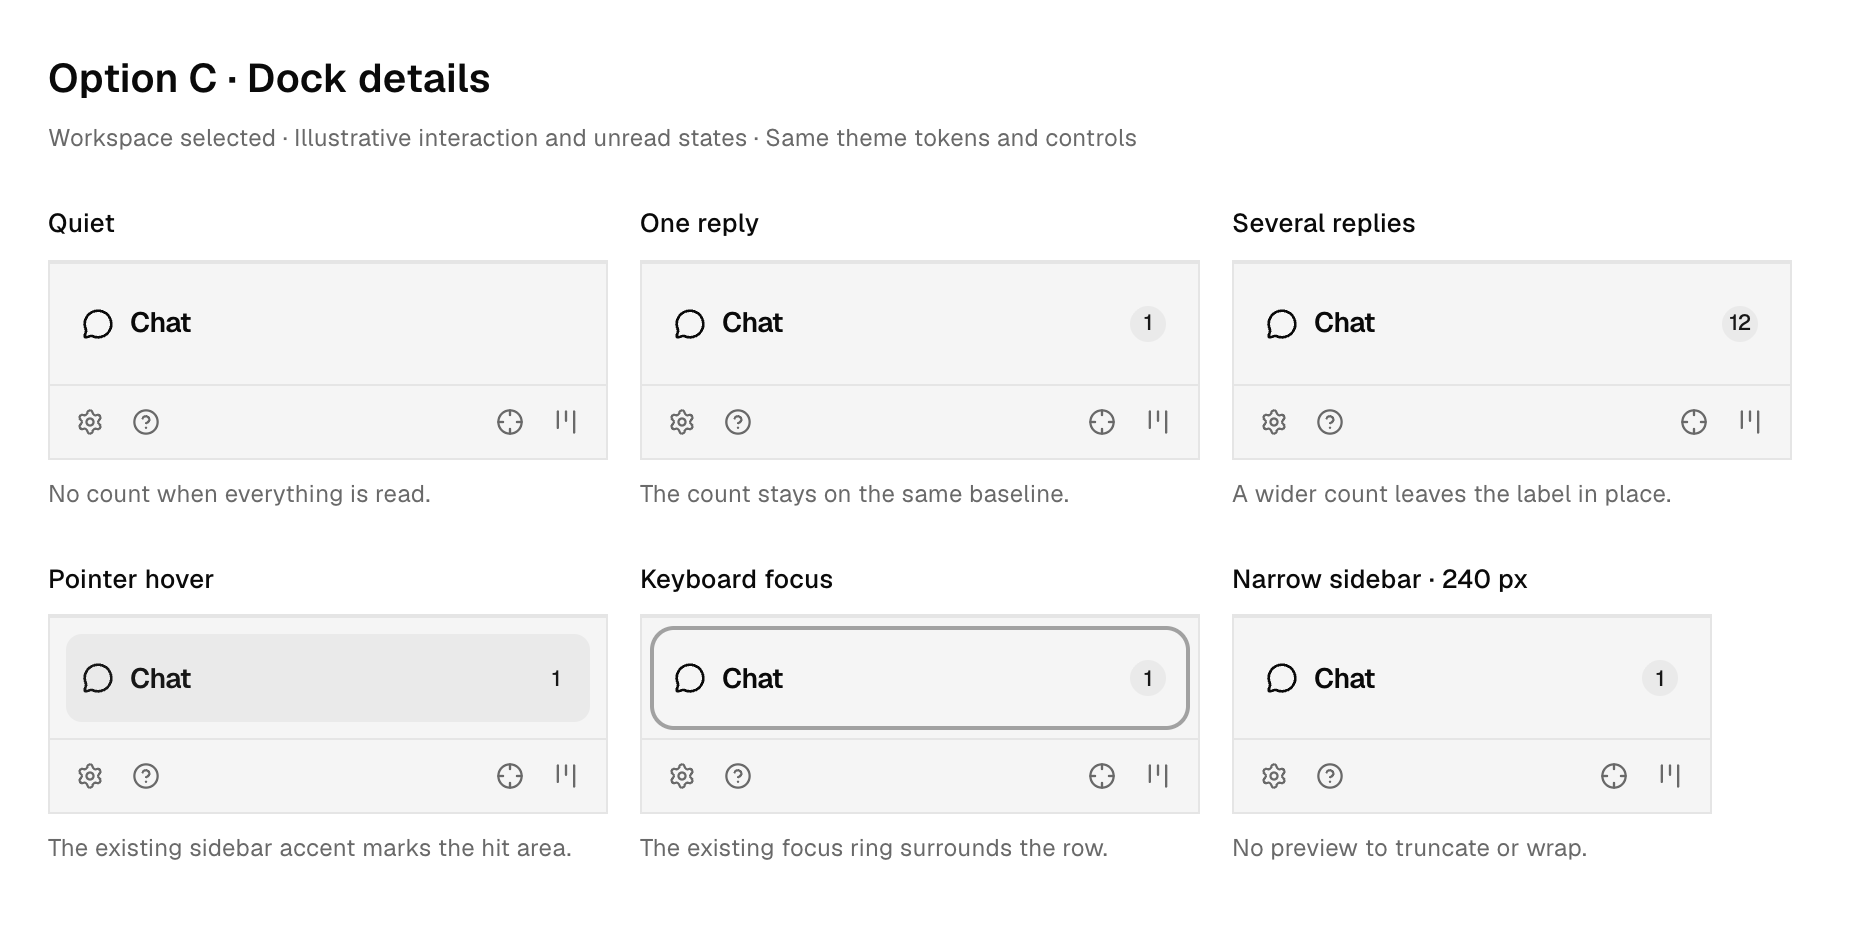 Option C · Dock details
Workspace selected · Illustrative interaction and unread states · Same theme tokens and controls
Quiet
Chat
No count when everything is read.
One reply
Chat 1
The count stays on the same baseline.
Several replies
Chat 12
A wider count leaves the label in place.
Pointer hover
Chat 1
The existing sidebar accent marks the hit area.
Keyboard focus
Chat 1
The existing focus ring surrounds the row.
Narrow sidebar · 240 px
Chat 1
No preview to truncate or wrap.